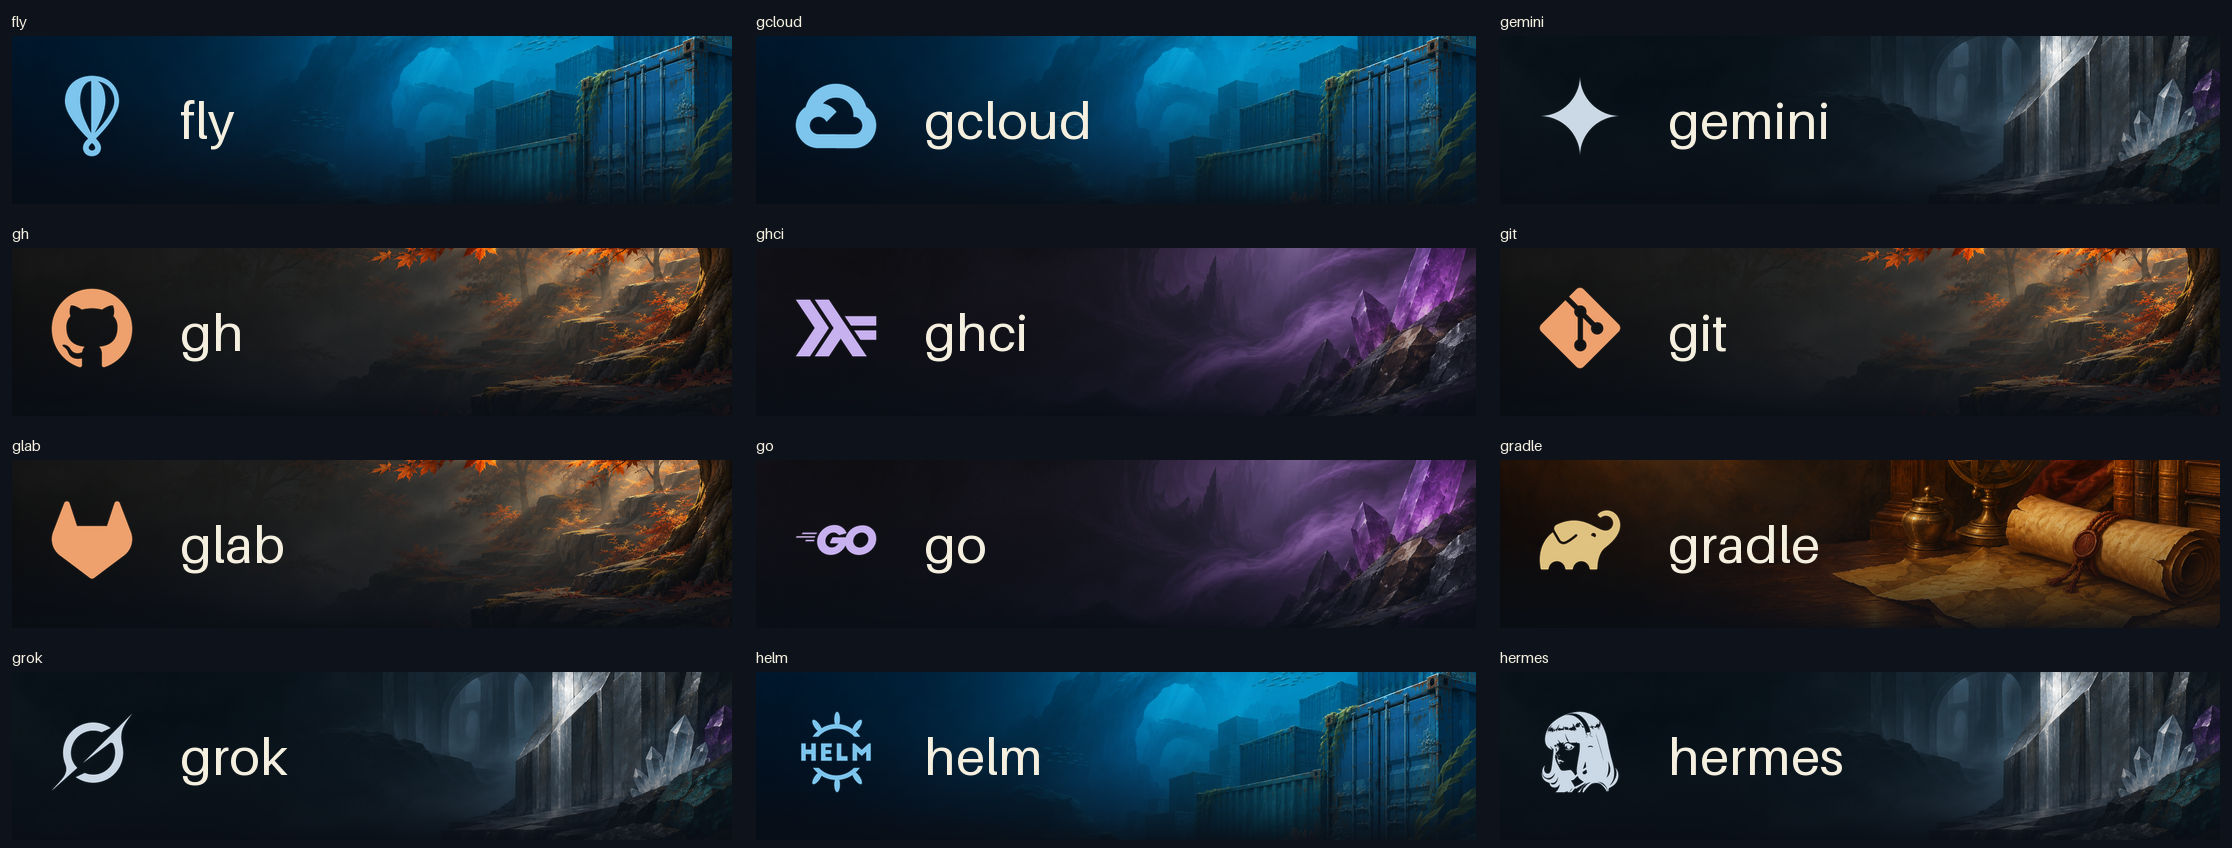 fly
gcloud
gemini
fly
gcloud
gemini
gh
ghci
git
gh
ghci
git
glab
go
gradle
glab
GO
go
gradle
grok
helm
hermes
grok
HELM
helm
hermes